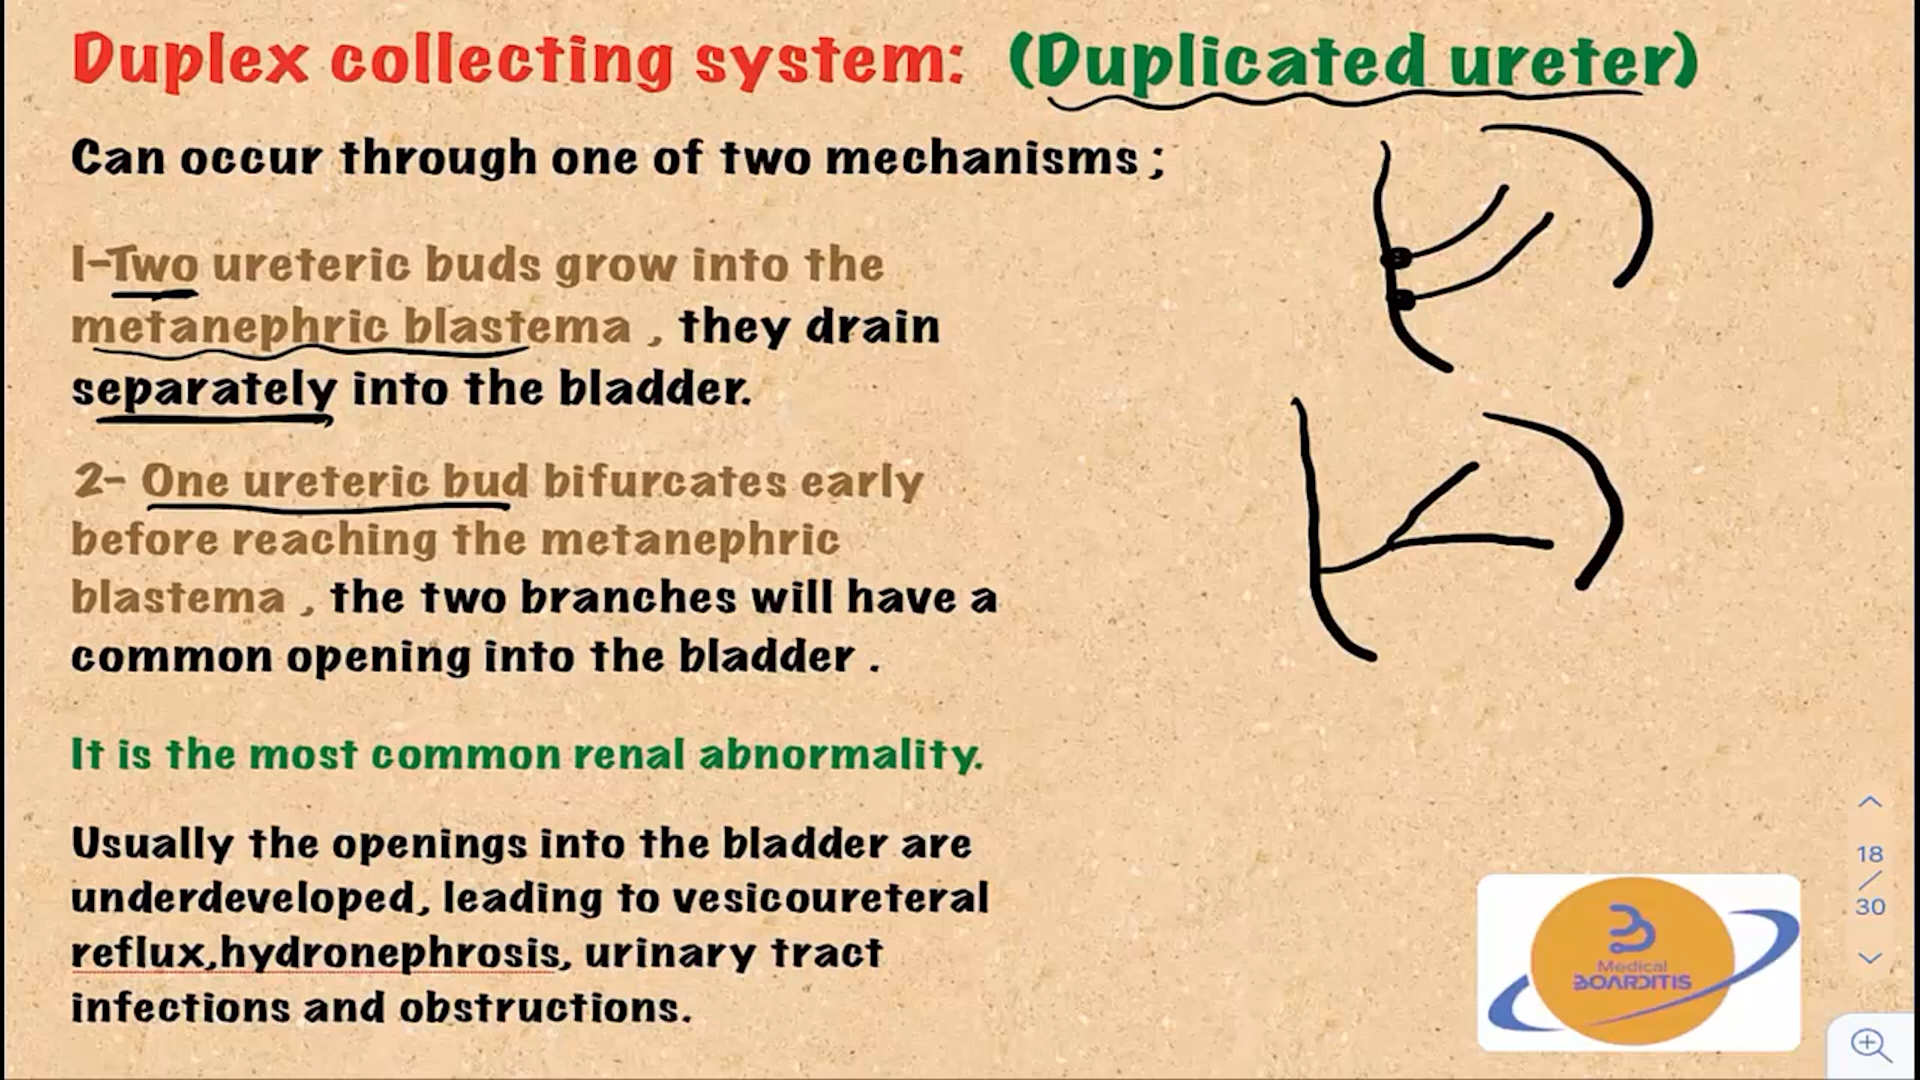 Duplex collecting system: (Duplicated ureter)
Can occur through one of two mechanisms ;
1-Two ureteric buds grow into the
metanephric blastema , they drain
separately into the bladder.
2- One ureteric bud bifurcates early
before reaching the metanephric
blastema , the two branches will have a
common opening into the bladder .
It is the most common renal abnormality.
Usually the openings into the bladder are
underdeveloped, leading to vesicoureteral
reflux,hydronephrosis, urinary tract
infections and obstructions.
18
/
30
Medical
BOARDITIS